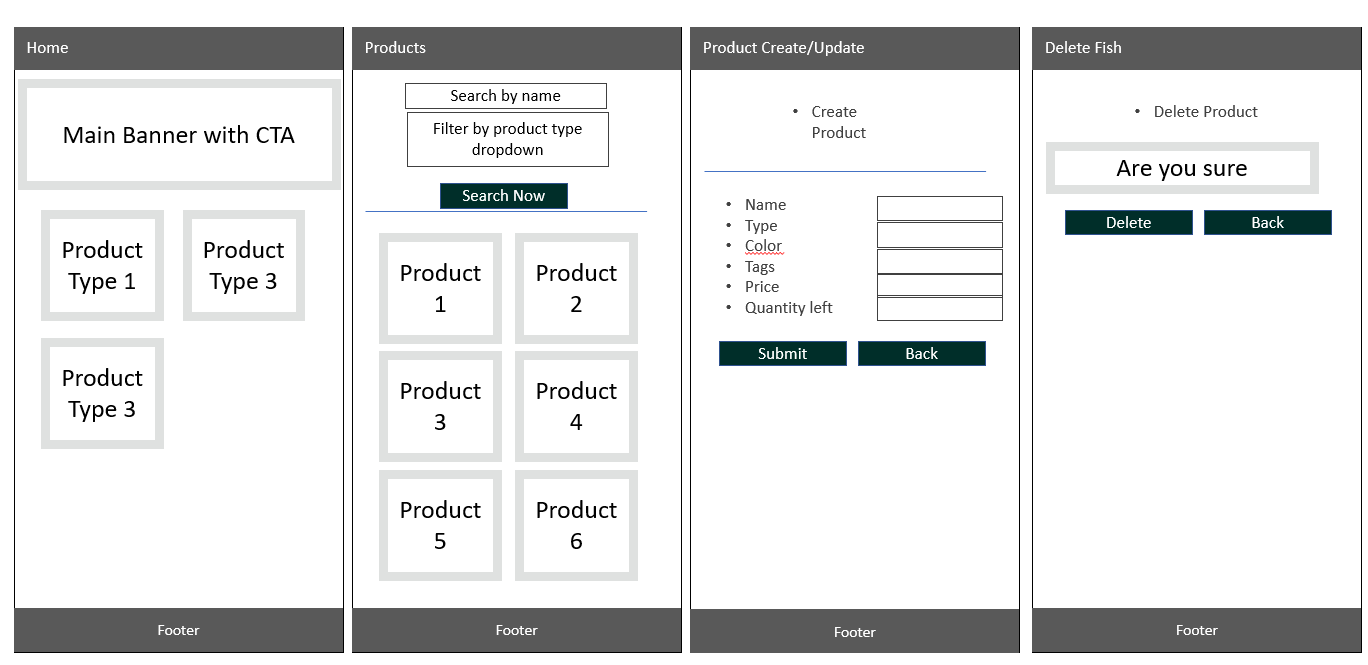 Home
Main Banner with CTA
Product
Type 1
Product
Type 3
Product
Type 3
Footer
Products
Search by name
Filter by product type
dropdown
Search Now
Product
1
Product
2
Product
3
Product
4
Product
5
Product
6
Footer
Product Create/Update
• Create
Product
• Name
• Type
• Color
• Tags
• Price
• Quantity left
Submit
Back
Footer
Delete Fish
• Delete Product
Are you sure
Delete
Back
Footer